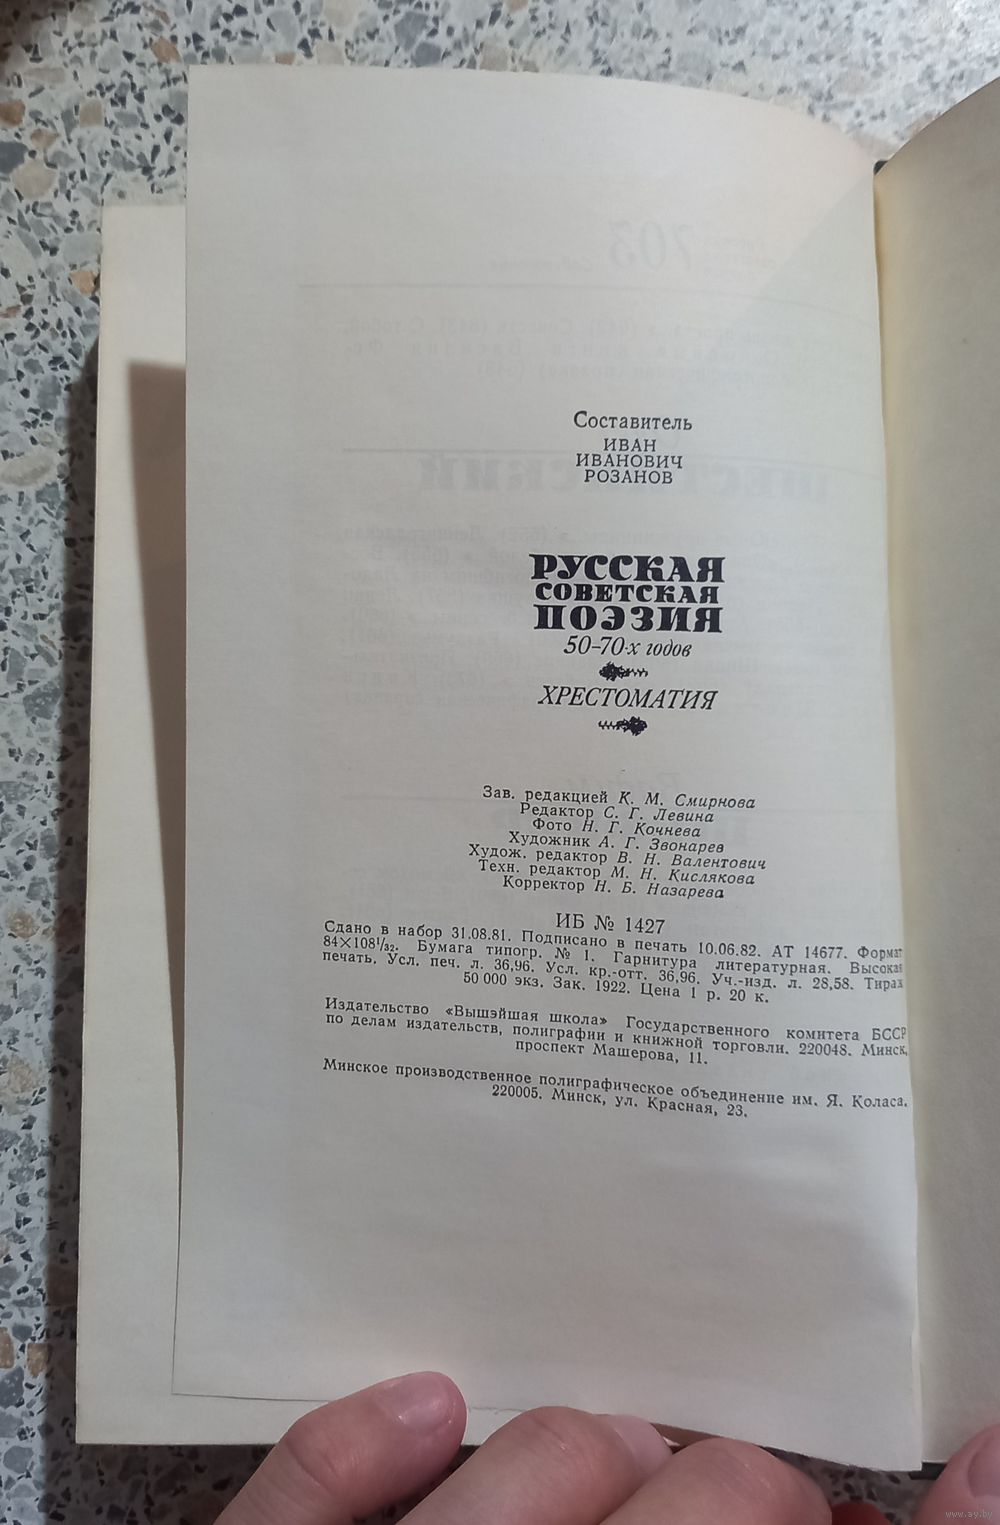 703
Составитель
ИВАН
ИВАНОВИЧ
РОЗАНОВ
РУССКАЯ
СОВЕТСКАЯ
ПОЭЗИЯ
50–70-х годов
ХРЕСТОМАТИЯ
Зав. редакцией К. М. Смирнова
Редактор С. Г. Левина
Фото Н. Г. Кочнева
Художник А. Г. Звонарев
Худож. редактор В. Н. Валентович
Техн. редактор М. Н. Кислякова
Корректор Н. Б. Назарева
ИБ № 1427
Сдано в набор 31.08.81. Подписано в печать 10.06.82. АТ 14677. Формат
84×108¹/₃₂. Бумага типогр. № 1. Гарнитура литературная. Высокая
печать. Усл. печ. л. 36,96. Усл. кр.-отт. 36,96. Уч.-изд. л. 28,58. Тираж
50 000 экз. Зак. 1922. Цена 1 р. 20 к.
Издательство «Вышэйшая школа» Государственного комитета БССР
по делам издательств, полиграфии и книжной торговли. 220048. Минск,
проспект Машерова, 11.
Минское производственное полиграфическое объединение им. Я. Коласа.
220005. Минск, ул. Красная, 23.
www.ay.by